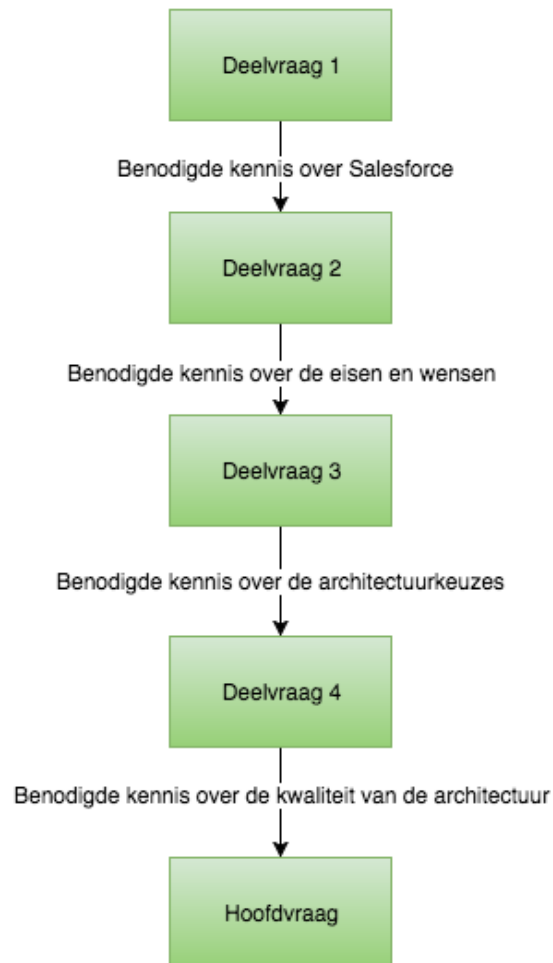 Deelvraag 1
Benodigde kennis over Salesforce
Deelvraag 2
Benodigde kennis over de eisen en wensen
Deelvraag 3
Benodigde kennis over de architectuurkeuzes
Deelvraag 4
Benodigde kennis over de kwaliteit van de architectuur
Hoofdvraag